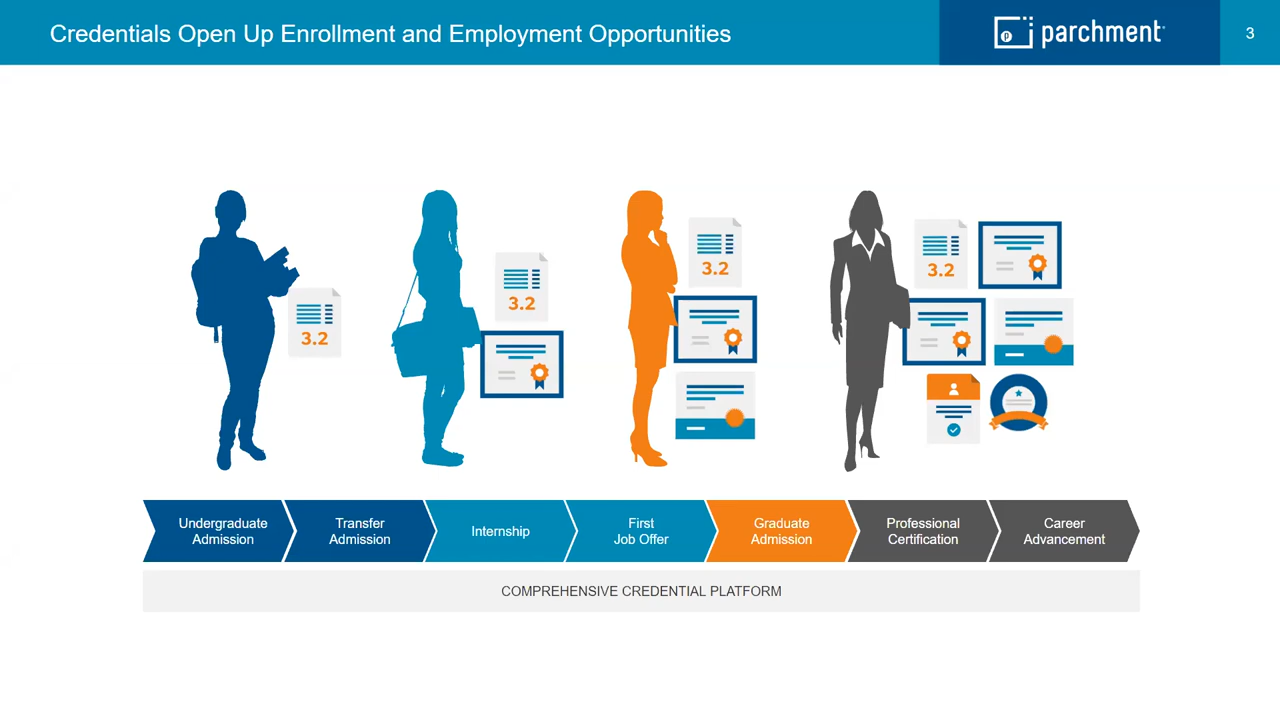 Credentials Open Up Enrollment and Employment Opportunities
p parchment
3
3.2
3.2
3.2
3.2
Undergraduate
Admission
Transfer
Admission
Internship
First
Job Offer
Graduate
Admission
Professional
Certification
Career
Advancement
COMPREHENSIVE CREDENTIAL PLATFORM